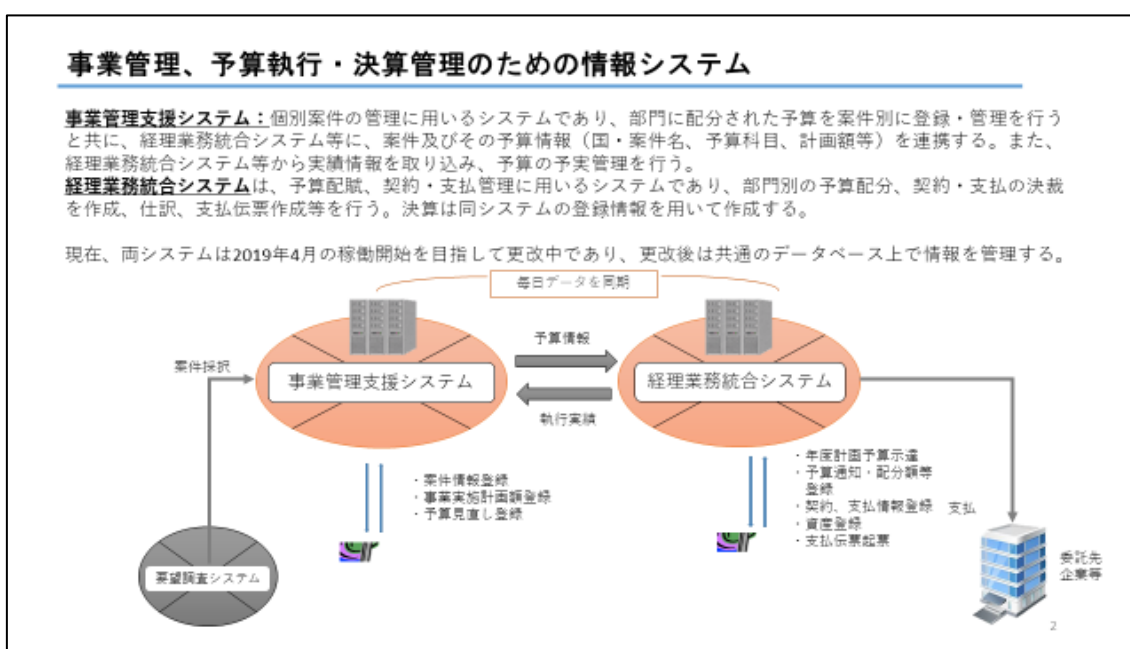 事業管理、予算執行・決算管理のための情報システム
事業管理支援システム：個別案件の管理に用いるシステムであり、部門に配分された予算を案件別に登録・管理を行う
と共に、経理業務統合システム等に、案件及びその予算情報（国・案件名、予算科目、計画額等）を連携する。また、
経理業務統合システム等から実績情報を取り込み、予算の予実管理を行う。
経理業務統合システムは、予算配賦、契約・支払管理に用いるシステムであり、部門別の予算配分、契約・支払の決裁
を作成、仕訳、支払伝票作成等を行う。決算は同システムの登録情報を用いて作成する。
現在、両システムは2019年4月の稼働開始を目指して更改中であり、更改後は共通のデータベース上で情報を管理する。
毎日データを同期
案件採択
事業管理支援システム
予算情報
執行実績
経理業務統合システム
・案件情報登録
・事業実施計画額登録
・予算見直し登録
・年度計画予算示達
・予算通知・配分額等
登録
・契約、支払情報登録
・資産登録
・支払伝票起票
支払
要望調査システム
委託先
企業等
2